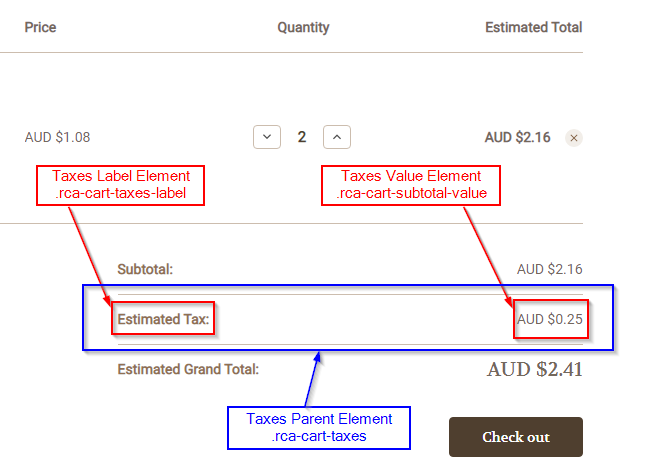 Price Quantity Estimated Total
AUD $1.08 2 AUD $2.16
Taxes Label Element
.rca-cart-taxes-label
Taxes Value Element
.rca-cart-subtotal-value
Subtotal: AUD $2.16
Estimated Tax: AUD $0.25
Estimated Grand Total: AUD $2.41
Taxes Parent Element
.rca-cart-taxes
Check out